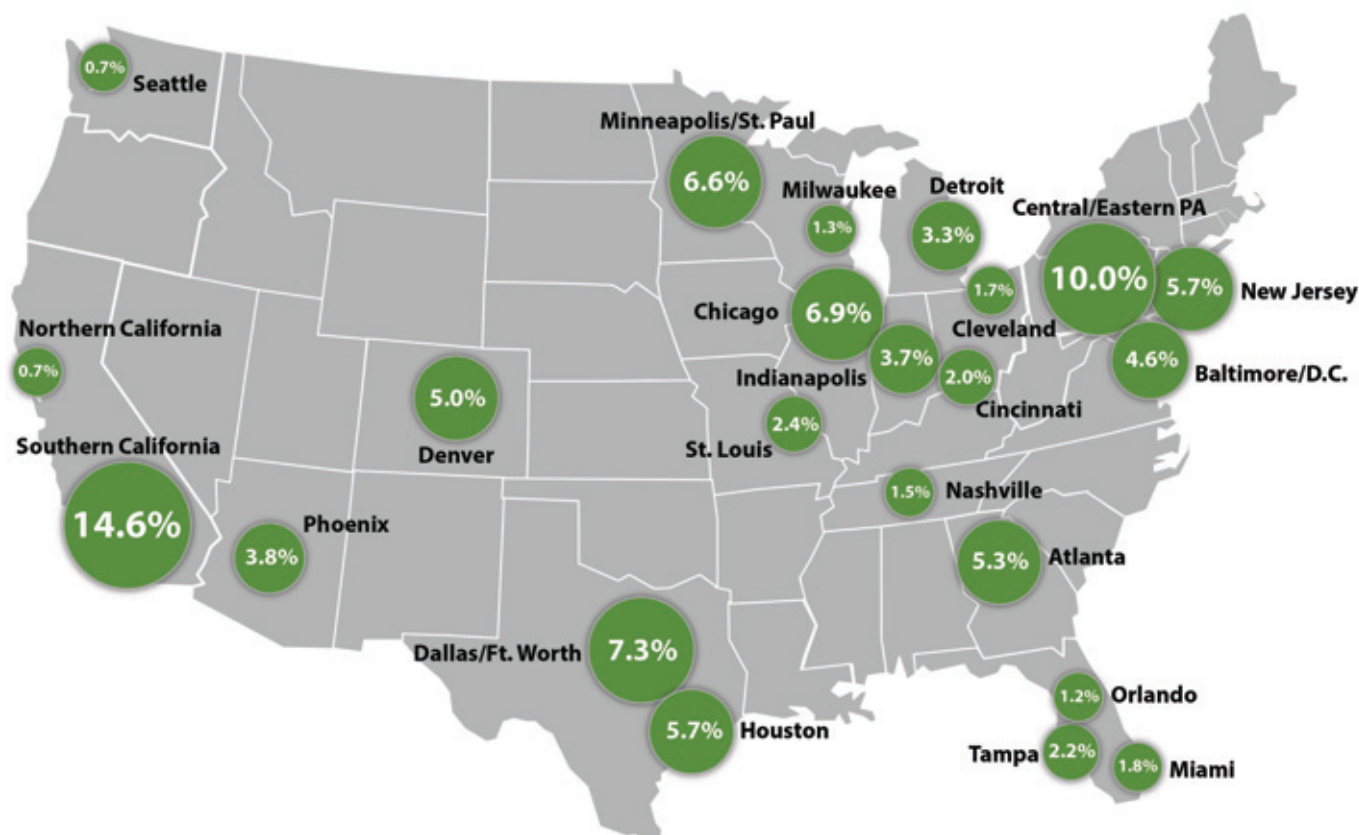 0.7%
Seattle
Minneapolis/St. Paul
6.6%
Milwaukee
1.3%
Detroit
3.3%
Central/Eastern PA
10.0%
5.7%
New Jersey
Chicago
6.9%
1.7%
Cleveland
4.6%
Baltimore/D.C.
Northern California
0.7%
3.7%
Indianapolis
2.0%
Cincinnati
5.0%
Denver
2.4%
St. Louis
Southern California
14.6%
1.5%
Nashville
Phoenix
3.8%
5.3%
Atlanta
Dallas/Ft. Worth
7.3%
5.7%
Houston
1.2%
Orlando
Tampa
2.2%
1.8%
Miami